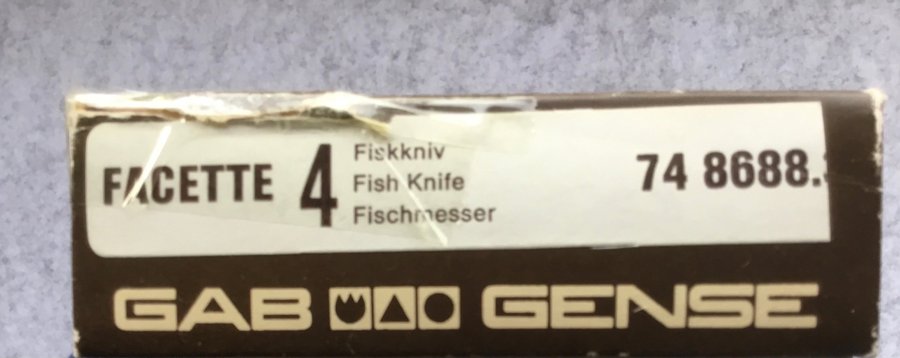 FACETTE 4
Fiskkniv
Fish Knife
Fischmesser
74 8688.
GAB GENSE